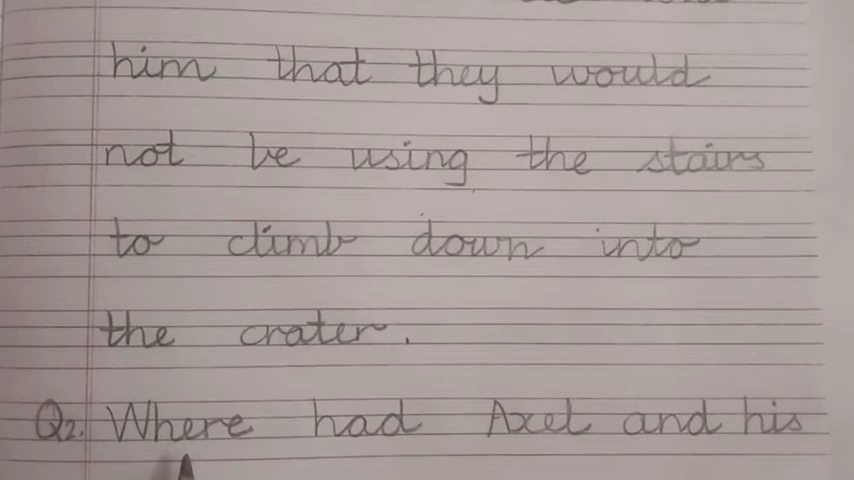 him that they would
not be using the stairs
to climb down into
the crater.
Q2. Where had Axel and his